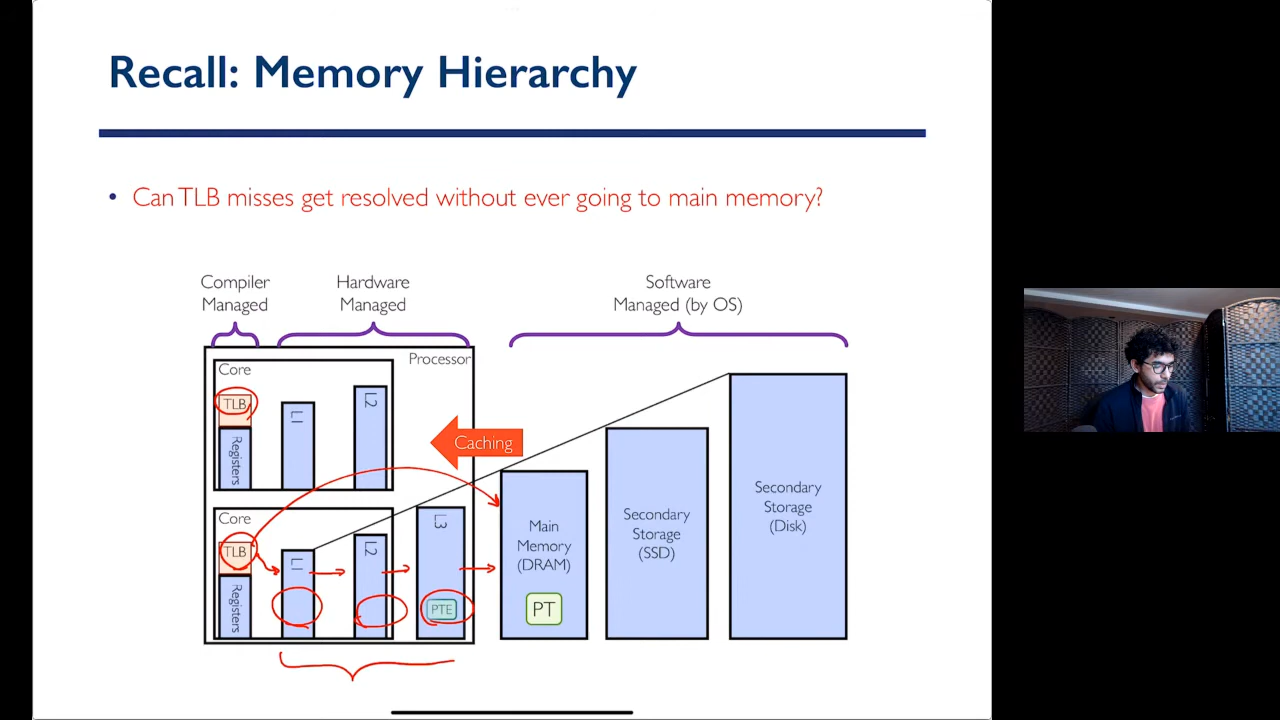 Recall: Memory Hierarchy
• Can TLB misses get resolved without ever going to main memory?
Compiler
Managed
Hardware
Managed
Software
Managed (by OS)
Processor
Core
TLB
Registers
L1
L2
Caching
Core
TLB
Registers
L1
L2
L3
PTE
Main
Memory
(DRAM)
PT
Secondary
Storage
(SSD)
Secondary
Storage
(Disk)